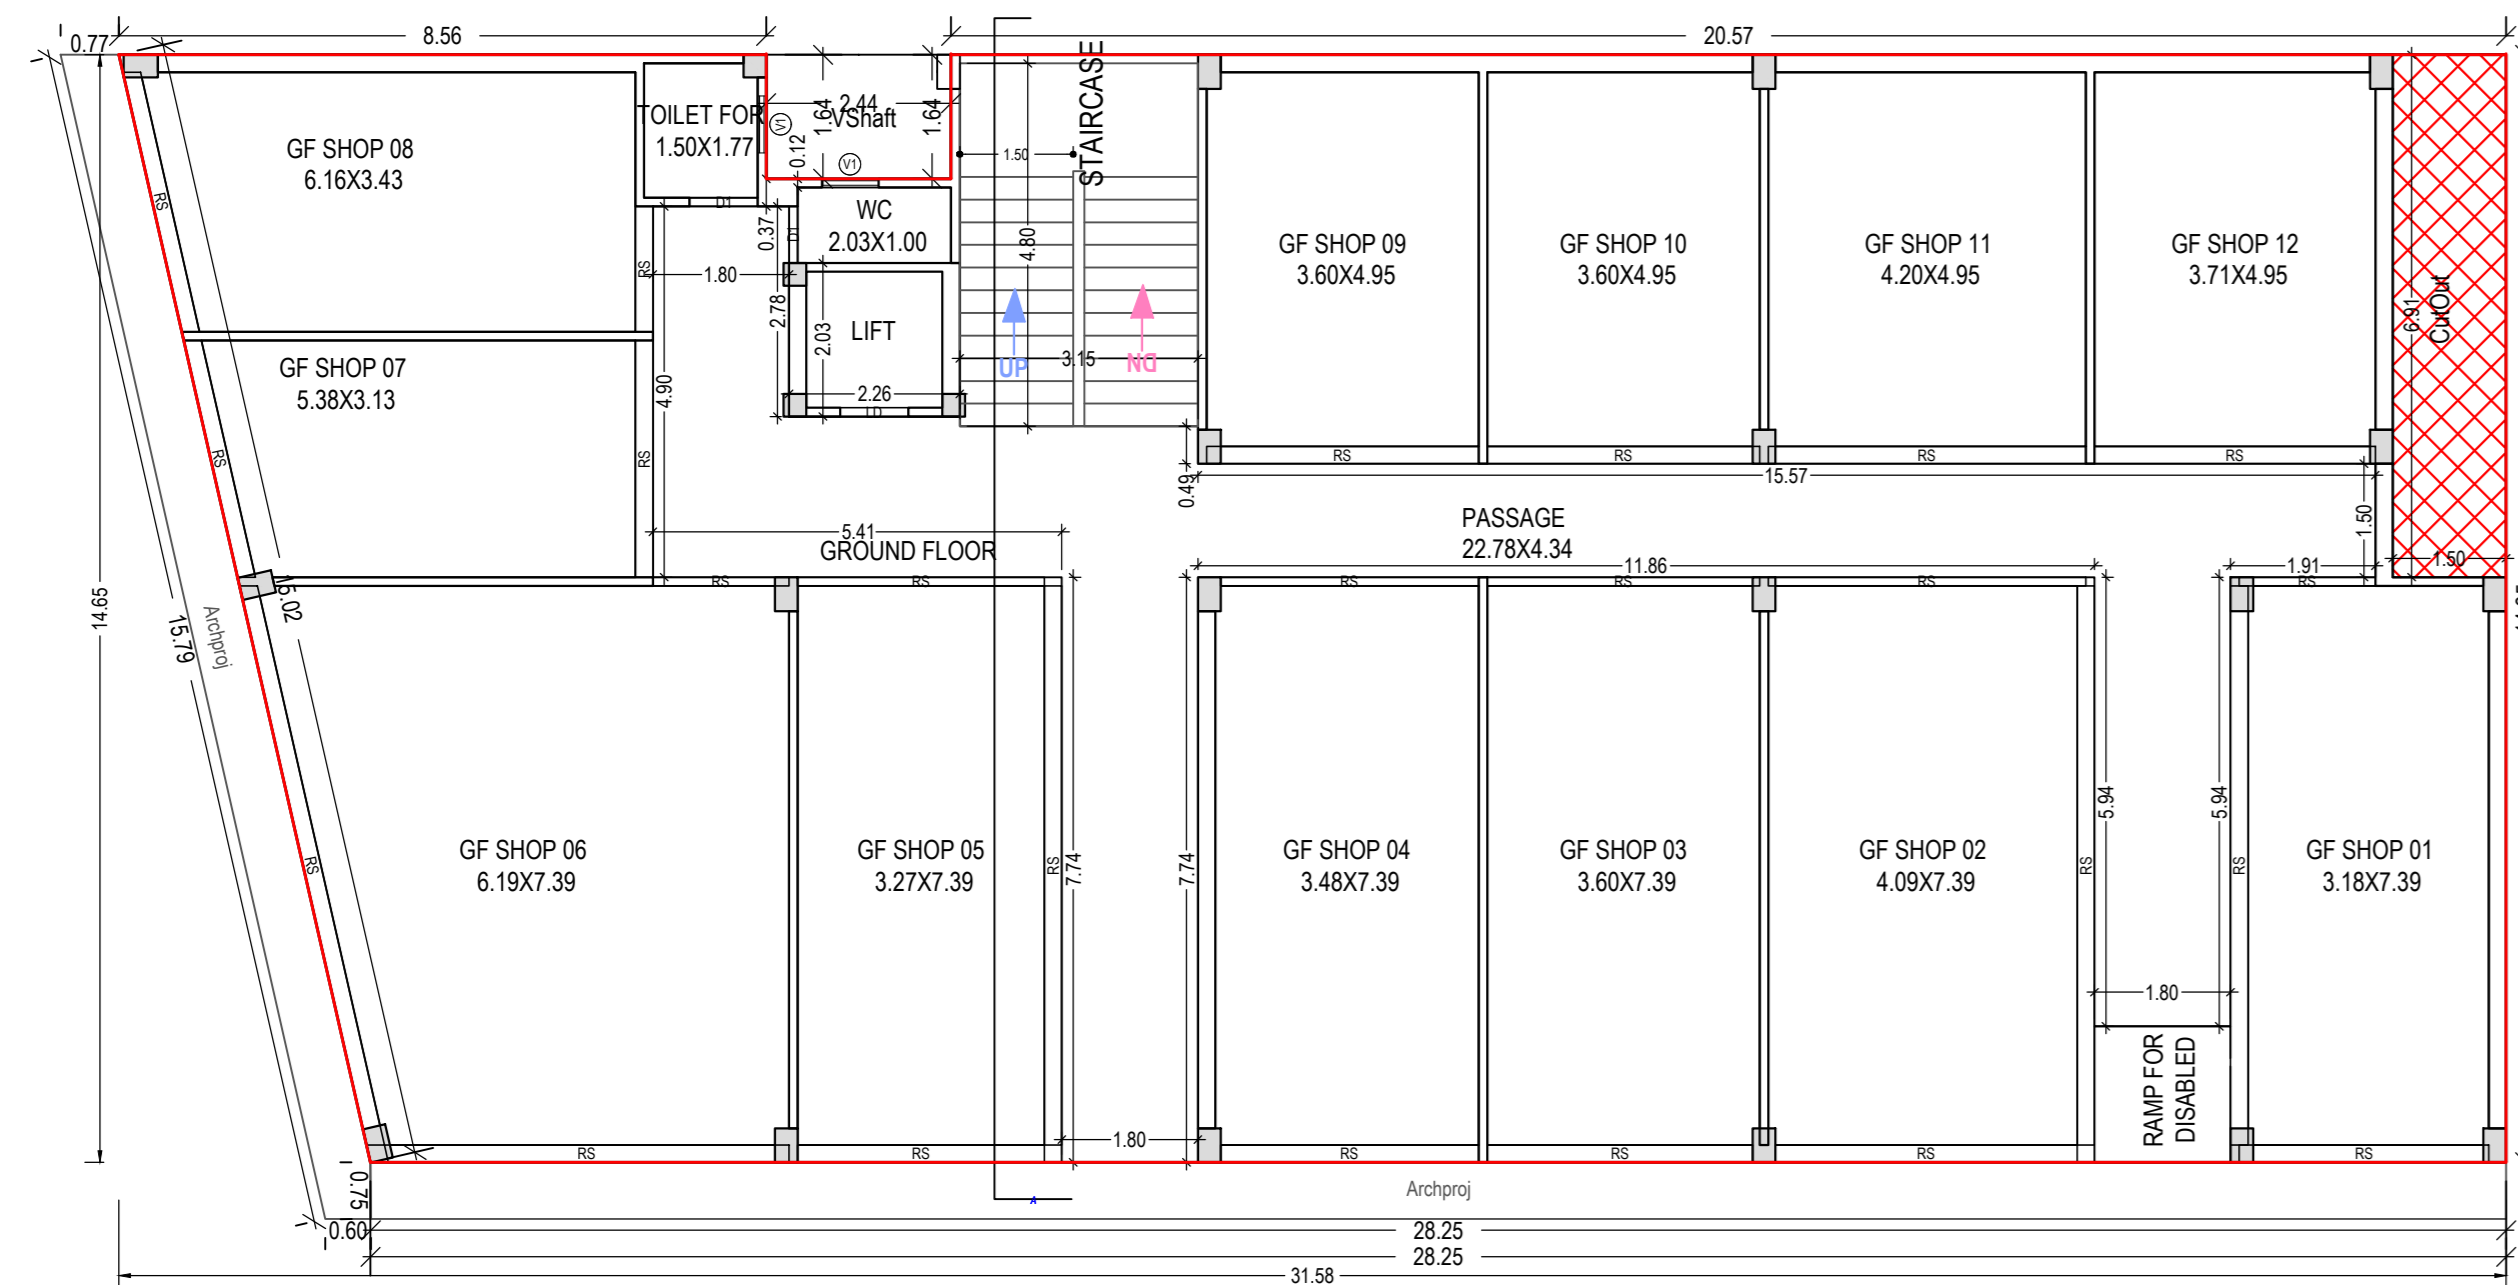 0.77
8.56
20.57
STAIRCASE
TOILET FOR
1.50X1.77
V1
1.64
2.44
VShaft
1.64
0.12
V1
1.50
GF SHOP 08
6.16X3.43
RS
D1
WC
2.03X1.00
0.37
D1
4.80
GF SHOP 09
3.60X4.95
GF SHOP 10
3.60X4.95
GF SHOP 11
4.20X4.95
GF SHOP 12
3.71X4.95
RS
1.80
2.78
2.03
LIFT
6.91
CutOut
UP
3.15
DN
GF SHOP 07
5.38X3.13
4.90
2.26
LD
RS
RS
RS
RS
RS
RS
15.57
0.49
PASSAGE
22.78X4.34
1.50
5.41
GROUND FLOOR
11.86
1.91
1.50
RS
RS
RS
RS
RS
RS
14.65
15.79
Archproj
15.02
5.94
5.94
GF SHOP 06
6.19X7.39
GF SHOP 05
3.27X7.39
RS
7.74
7.74
GF SHOP 04
3.48X7.39
GF SHOP 03
3.60X7.39
GF SHOP 02
4.09X7.39
RS
RS
GF SHOP 01
3.18X7.39
RS
1.80
RAMP FOR
DISABLED
1.80
RS
RS
RS
RS
RS
RS
0.75
A
Archproj
0.60
28.25
28.25
31.58